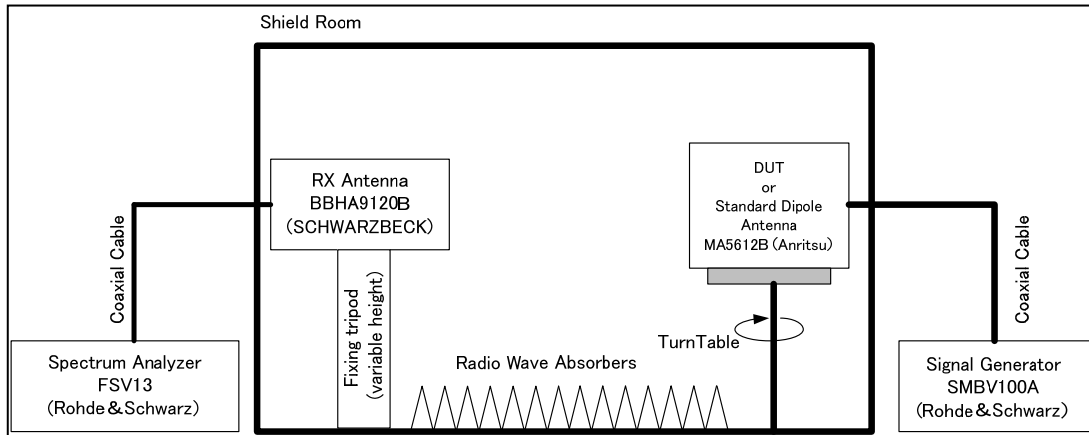 Shield Room
RX Antenna
BBHA9120B
(SCHWARZBECK)
DUT
or
Standard Dipole
Antenna
MA5612B (Anritsu)
Coaxial Cable
Fixing tripod
(variable height)
TurnTable
Coaxial Cable
Radio Wave Absorbers
Spectrum Analyzer
FSV13
(Rohde&Schwarz)
Signal Generator
SMBV100A
(Rohde&Schwarz)